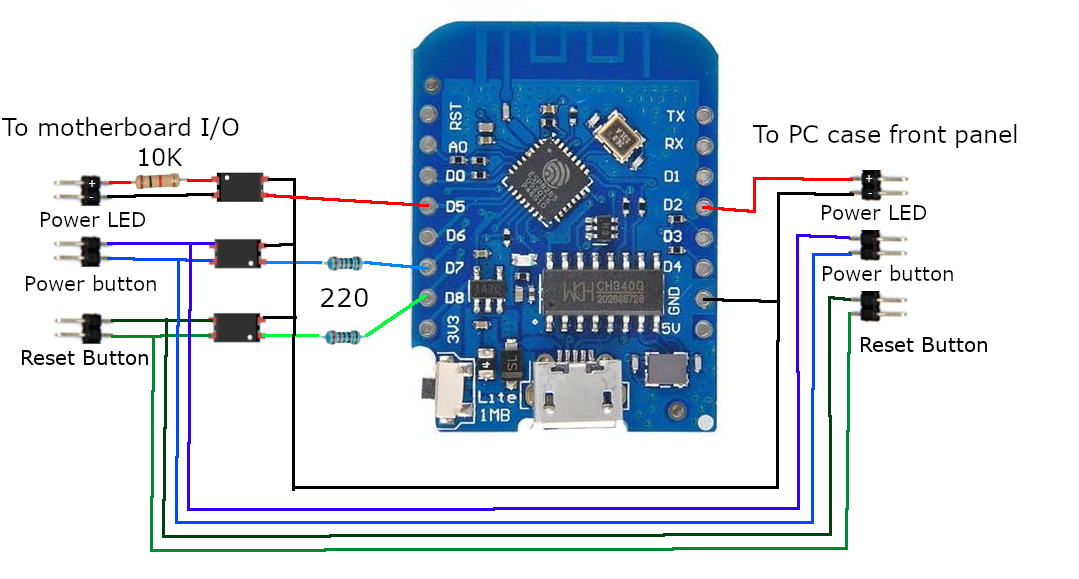 To motherboard I/O
10K
+
Power LED
Power button
220
Reset Button
RST
A0
D0
D5
D6
D7
D8
3V3
TX
RX
D1
D2
D3
D4
GND
5V
CH340G
Lite
1MB
To PC case front panel
+
Power LED
Power button
Reset Button